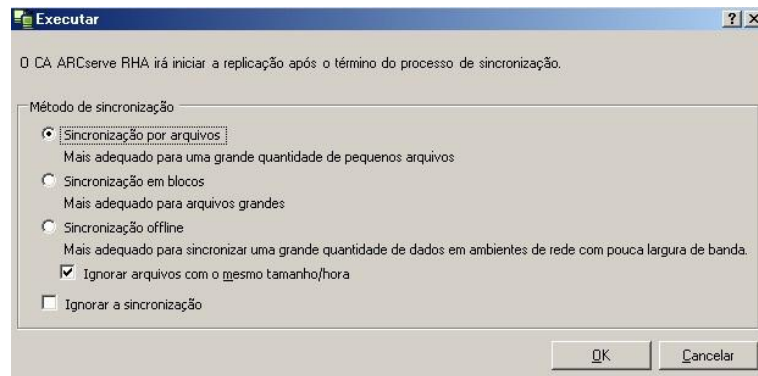 Executar
O CA ARCserve RHA irá iniciar a replicação após o término do processo de sincronização.
Método de sincronização
Sincronização por arquivos
Mais adequado para uma grande quantidade de pequenos arquivos
Sincronização em blocos
Mais adequado para arquivos grandes
Sincronização offline
Mais adequado para sincronizar uma grande quantidade de dados em ambientes de rede com pouca largura de banda.
Ignorar arquivos com o mesmo tamanho/hora
Ignorar a sincronização
OK Cancelar